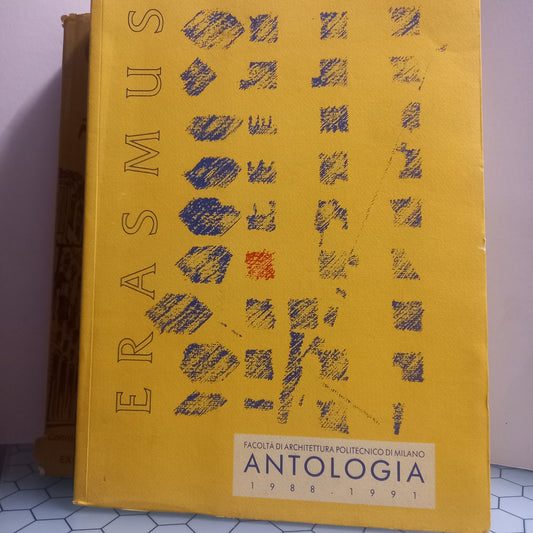 ERASMUS
FACOLTÀ DI ARCHITETTURA POLITECNICO DI MILANO
ANTOLOGIA
1988.1991